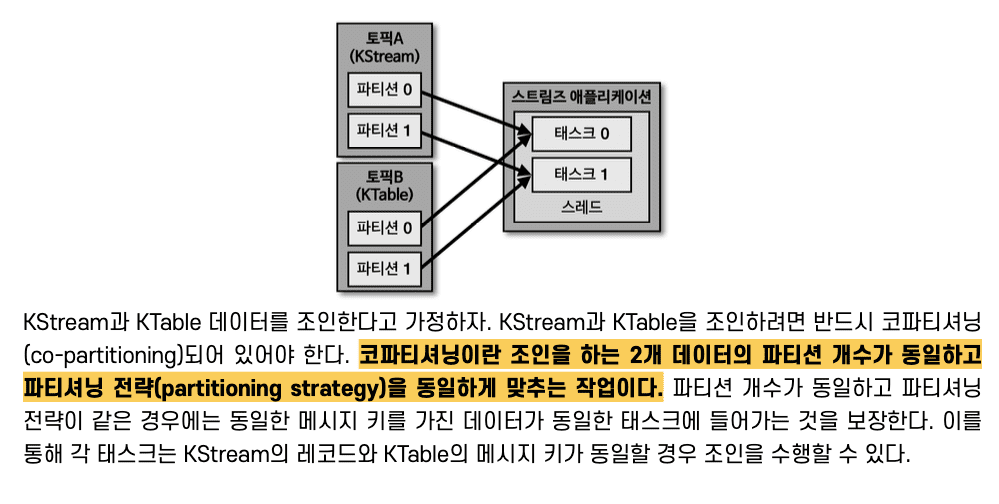 토픽A
(KStream)
파티션 0
파티션 1
토픽B
(KTable)
파티션 0
파티션 1
스트림즈 애플리케이션
태스크 0
태스크 1
스레드
KStream과 KTable 데이터를 조인한다고 가정하자. KStream과 KTable을 조인하려면 반드시 코파티셔닝
(co-partitioning)되어 있어야 한다. 코파티셔닝이란 조인을 하는 2개 데이터의 파티션 개수가 동일하고
파티셔닝 전략(partitioning strategy)을 동일하게 맞추는 작업이다. 파티션 개수가 동일하고 파티셔닝
전략이 같은 경우에는 동일한 메시지 키를 가진 데이터가 동일한 태스크에 들어가는 것을 보장한다. 이를
통해 각 태스크는 KStream의 레코드와 KTable의 메시지 키가 동일할 경우 조인을 수행할 수 있다.